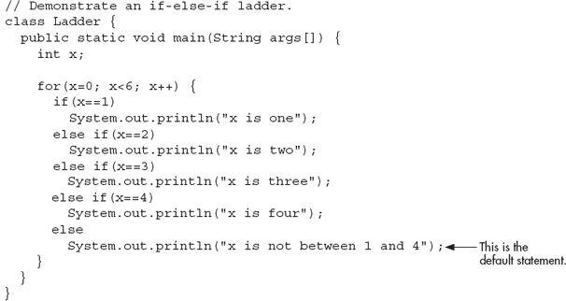 // Demonstrate an if-else-if ladder.
class Ladder {
  public static void main(String args[]) {
    int x;

    for(x=0; x<6; x++) {
      if(x==1)
        System.out.println("x is one");
      else if(x==2)
        System.out.println("x is two");
      else if(x==3)
        System.out.println("x is three");
      else if(x==4)
        System.out.println("x is four");
      else
        System.out.println("x is not between 1 and 4"); This is the
default statement.
    }
  }
}